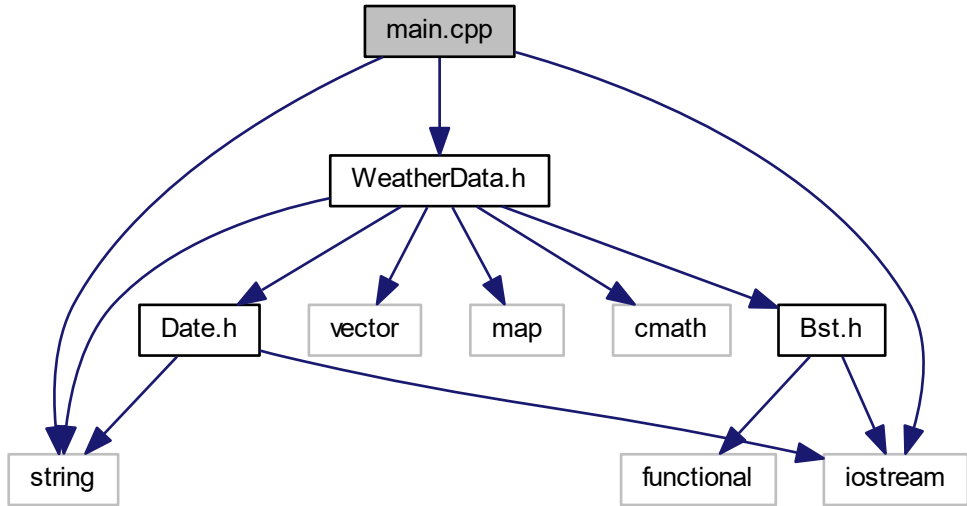 main.cpp
WeatherData.h
Date.h
vector
map
cmath
Bst.h
string
functional
iostream